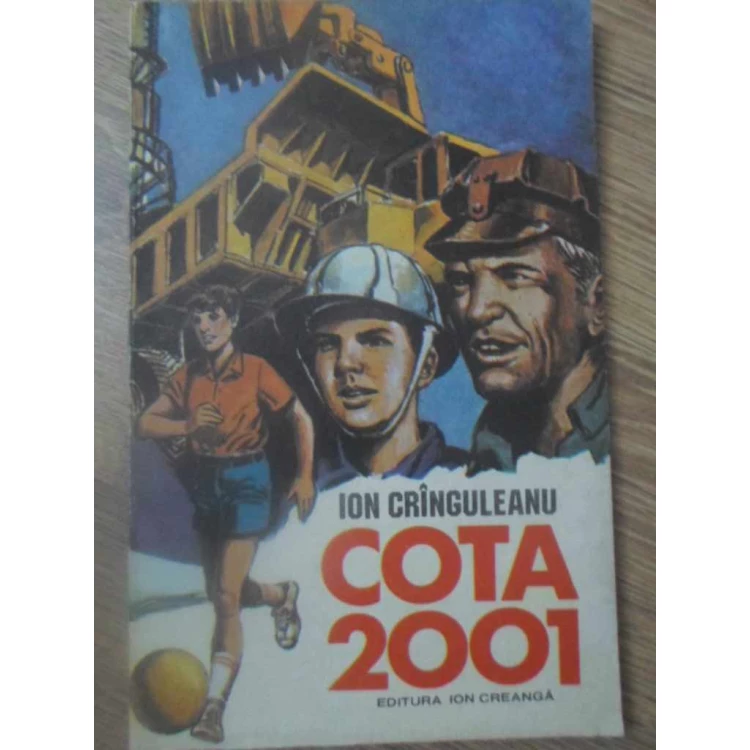 ION CRÎNGULEANU
COTA
2001
EDITURA ION CREANGĂ